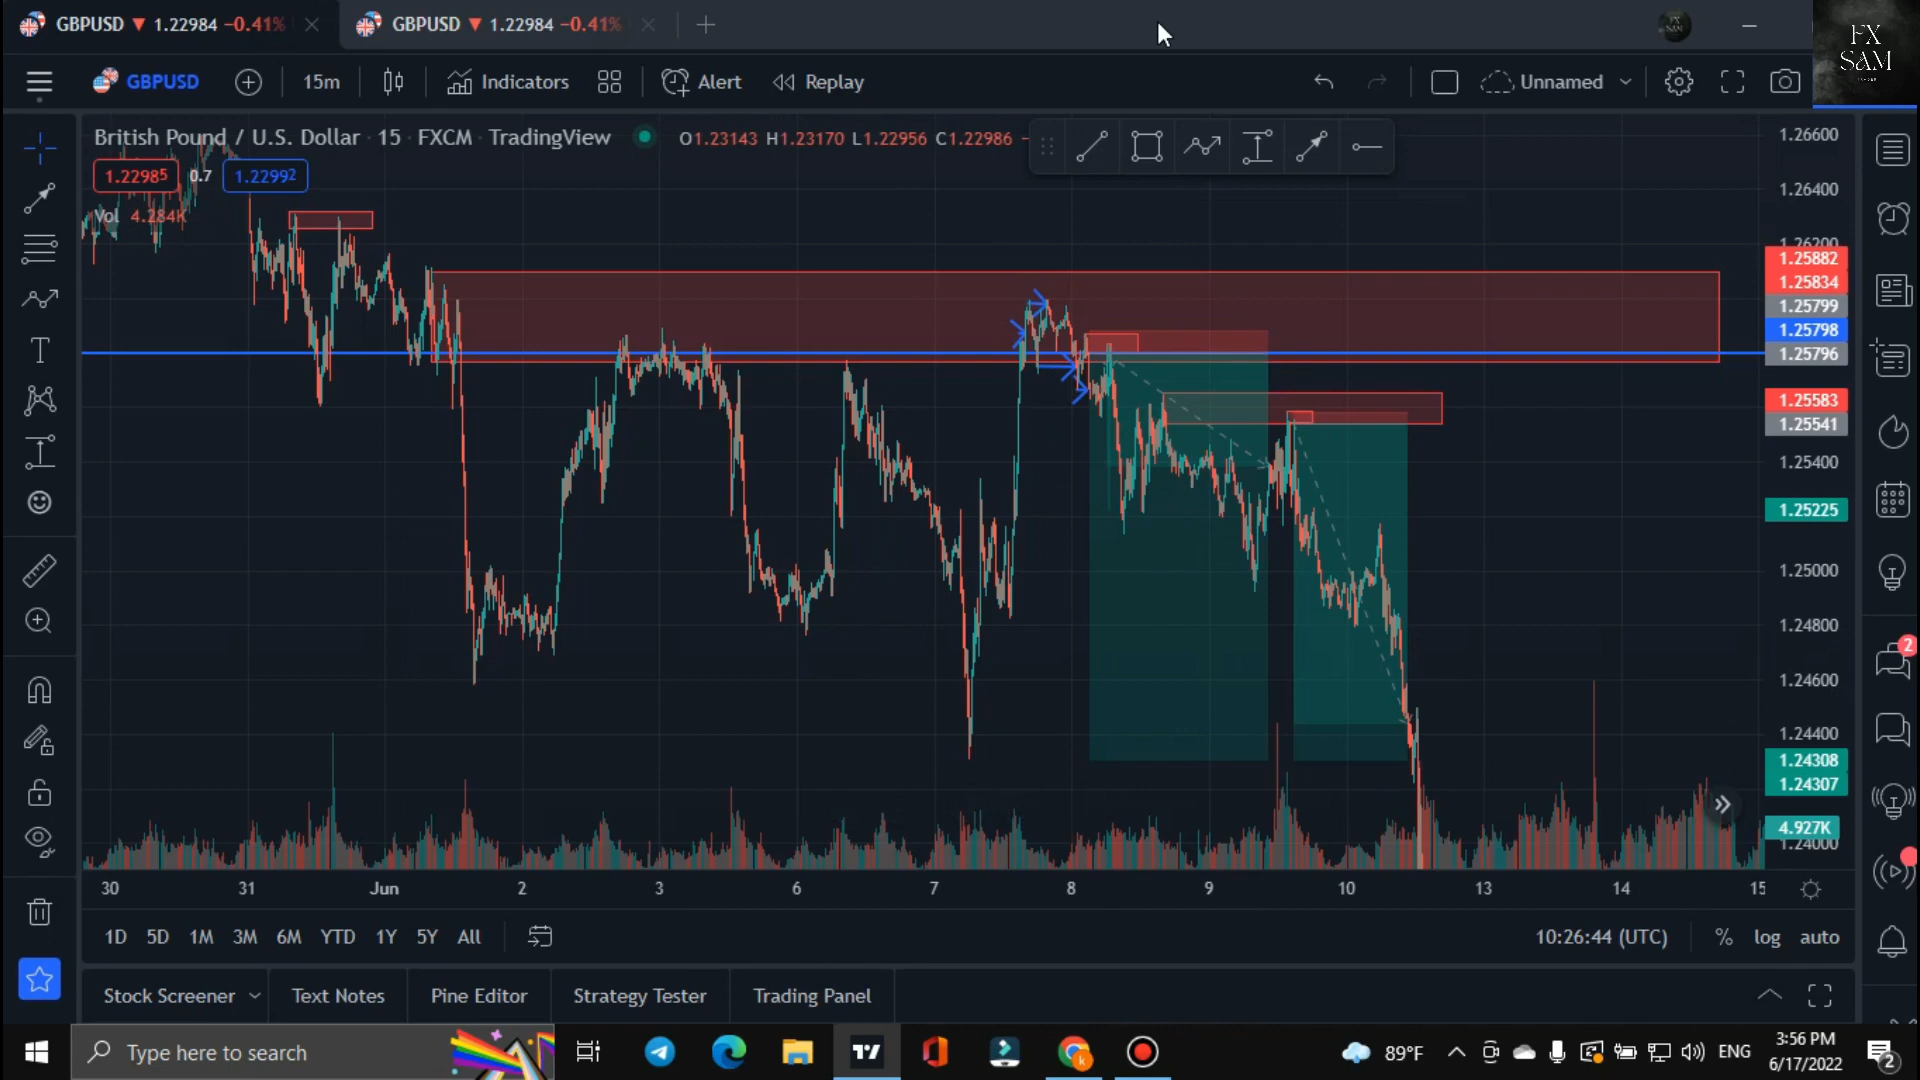 GBPUSD ▼ 1.22984 −0.41%
GBPUSD ▼ 1.22984 −0.41%
FX
SAM
GBPUSD
15m
Indicators
Alert
Replay
Unnamed
British Pound / U.S. Dollar · 15 · FXCM · TradingView
O1.23143 H1.23170 L1.22956 C1.22986
1.22985
0.7
1.22992
Vol 4.284K
1.26600
1.26400
1.26200
1.25882
1.25834
1.25799
1.25798
1.25796
1.25583
1.25541
1.25400
1.25225
1.25000
1.24800
1.24600
1.24400
1.24308
1.24307
4.927K
1.24000
2
30
31
Jun
2
3
6
7
8
9
10
13
14
15
1D
5D
1M
3M
6M
YTD
1Y
5Y
All
10:26:44 (UTC)
%
log
auto
Stock Screener
Text Notes
Pine Editor
Strategy Tester
Trading Panel
Type here to search
89°F
ENG
3:56 PM
6/17/2022
2